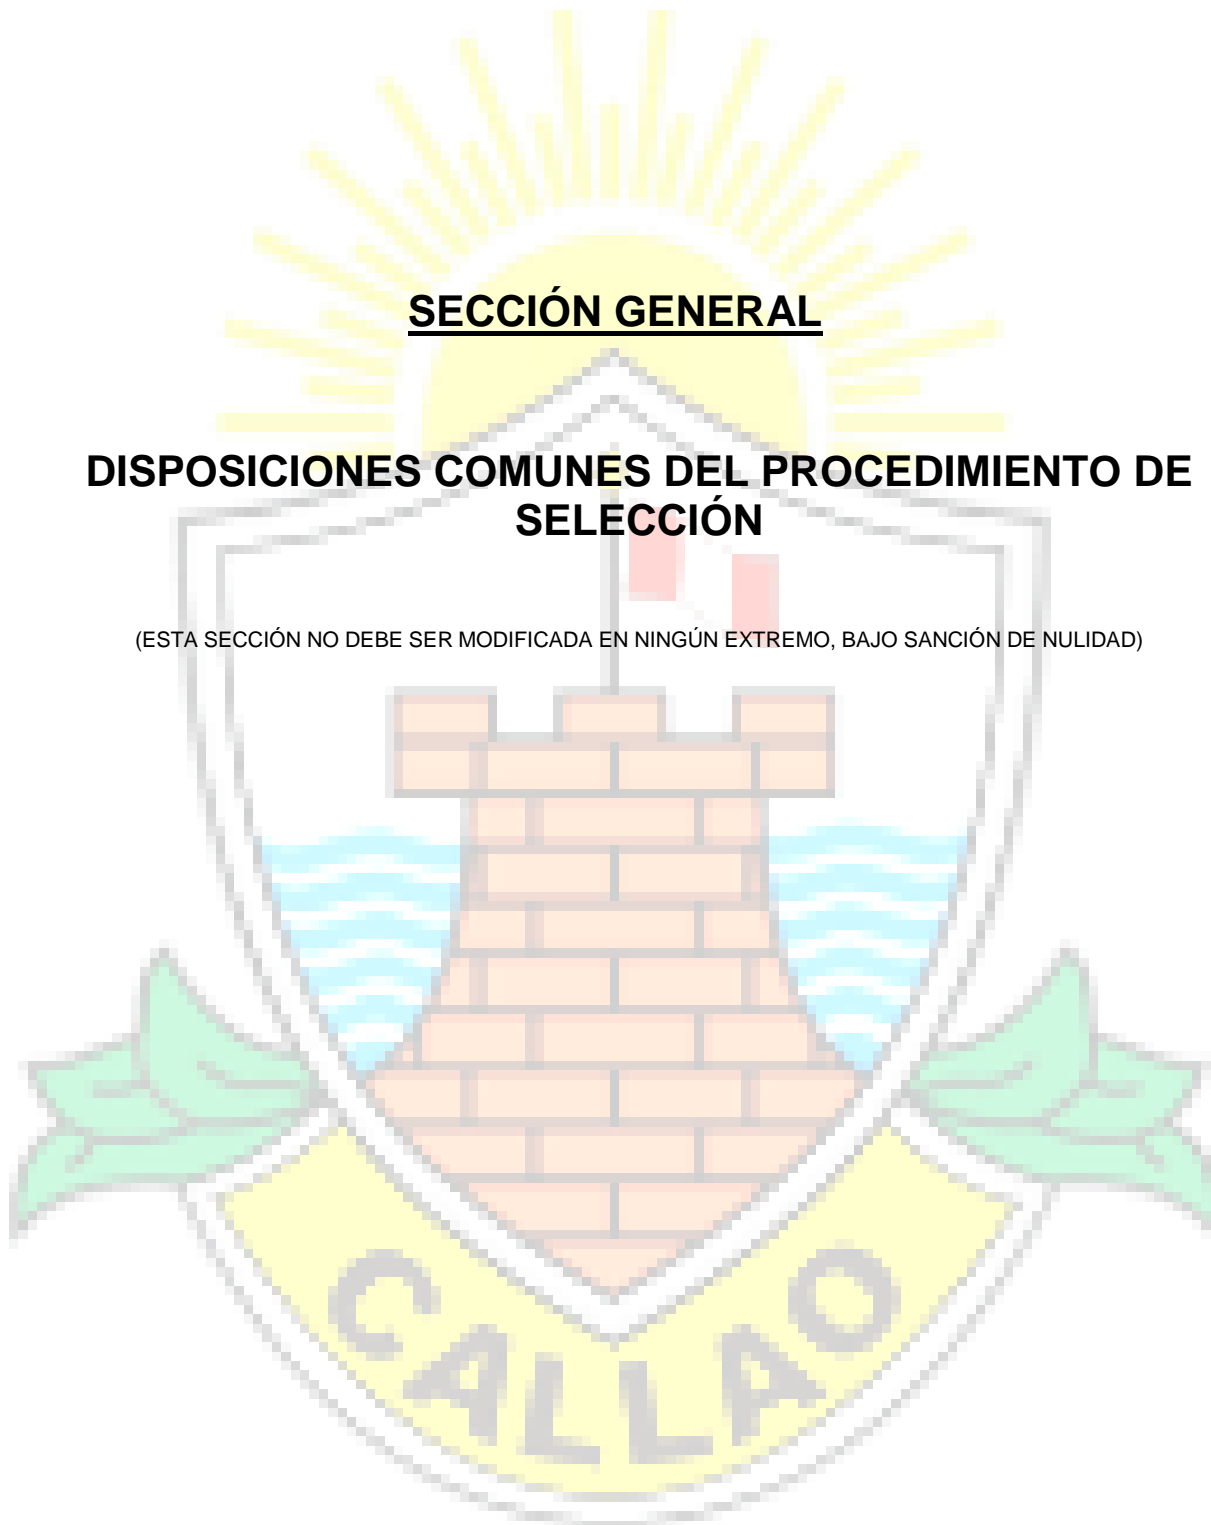 SECCIÓN GENERAL
DISPOSICIONES COMUNES DEL PROCEDIMIENTO DE
SELECCIÓN
(ESTA SECCIÓN NO DEBE SER MODIFICADA EN NINGÚN EXTREMO, BAJO SANCIÓN DE NULIDAD)
CALLAO